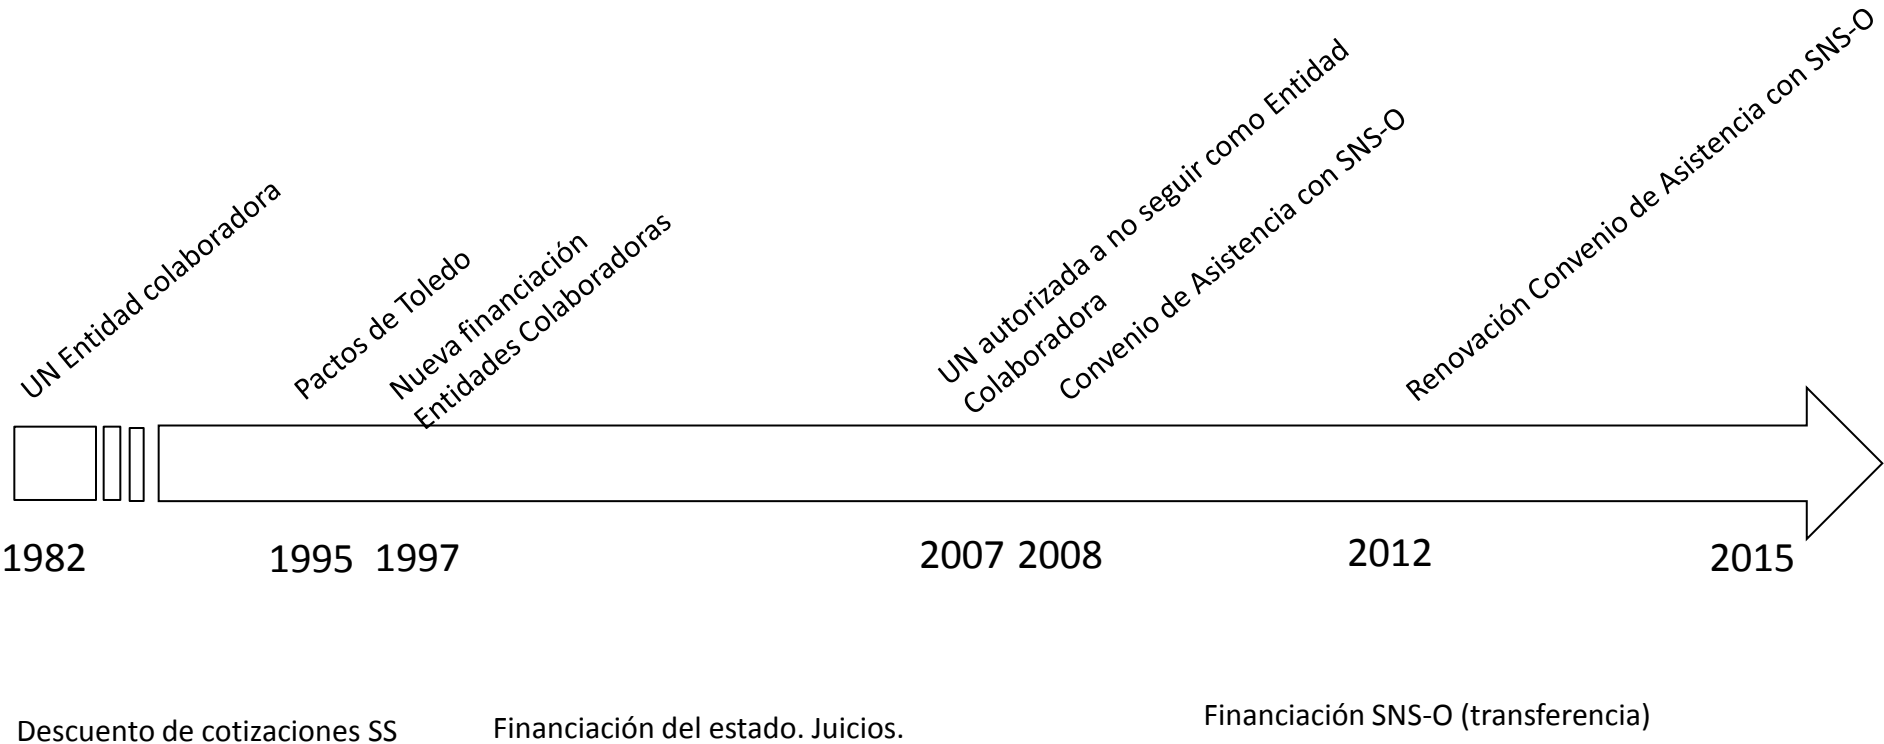 UN Entidad colaboradora
Pactos de Toledo
Nueva financiación
Entidades Colaboradoras
UN autorizada a no seguir como Entidad
Colaboradora
Convenio de Asistencia con SNS-O
Renovación Convenio de Asistencia con SNS-O
1982
1995
1997
2007
2008
2012
2015
Descuento de cotizaciones SS
Financiación del estado. Juicios.
Financiación SNS-O (transferencia)